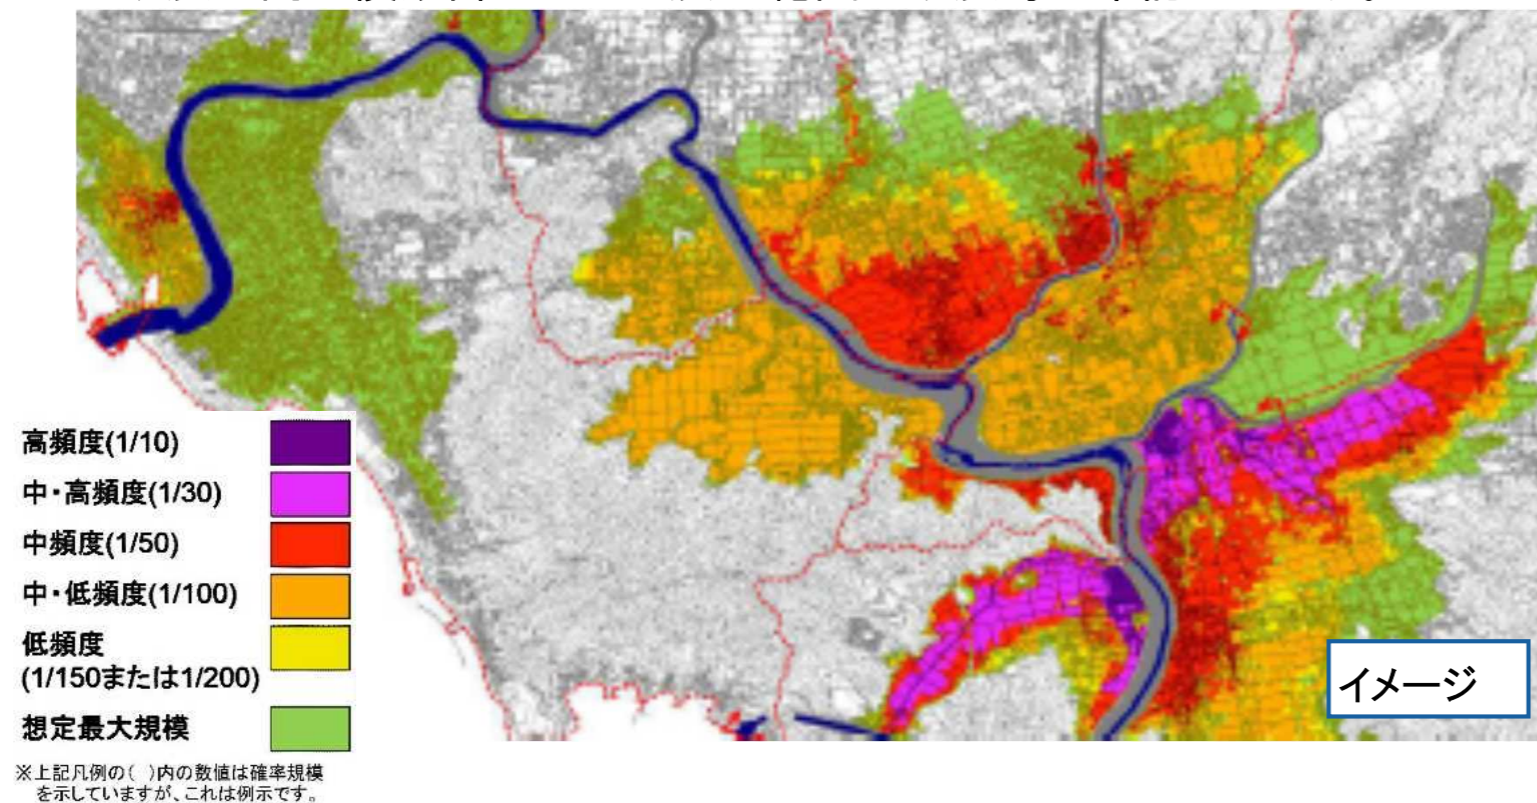 高頻度(1/10)
中・高頻度(1/30)
中頻度(1/50)
中・低頻度(1/100)
低頻度
(1/150または1/200)
想定最大規模
※上記凡例の( )内の数値は確率規模
を示していますが、これは例示です。
イメージ